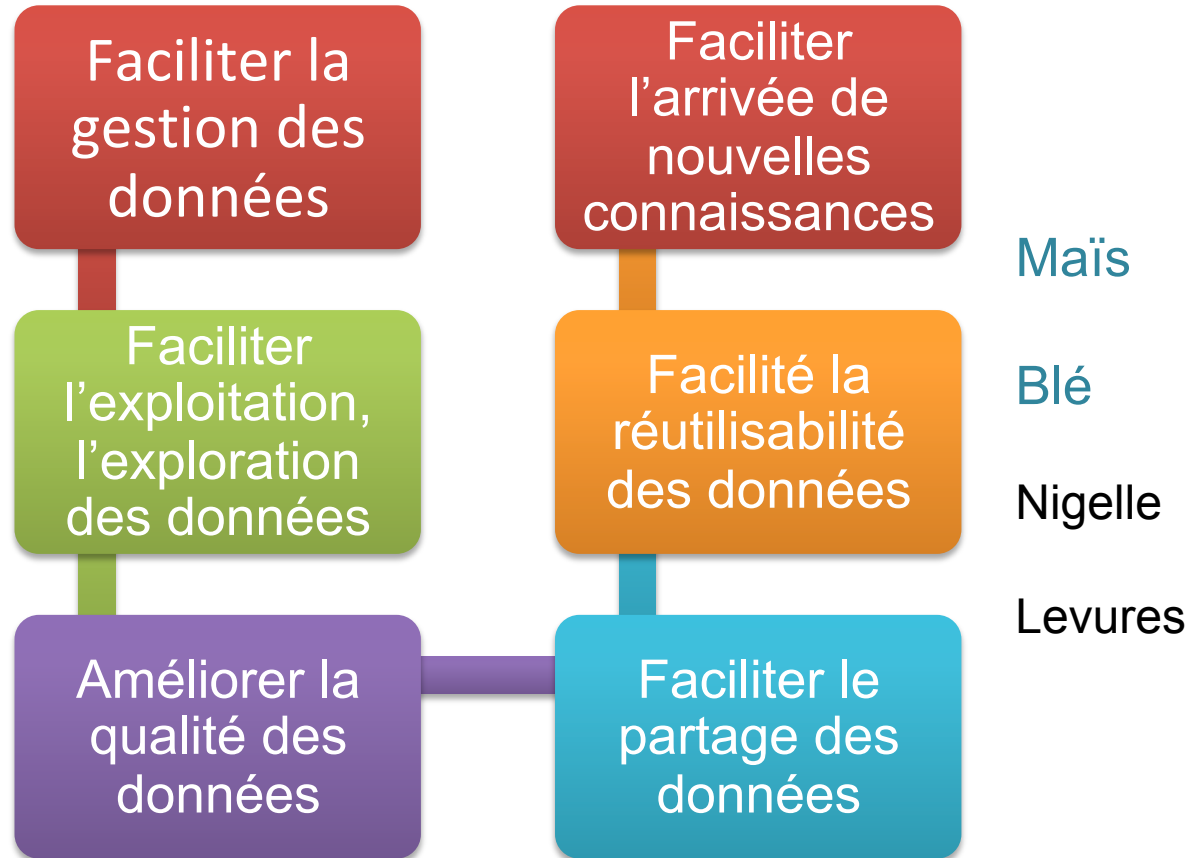 Faciliter la
gestion des
données
Faciliter
l’exploitation,
l’exploration
des données
Améliorer la
qualité des
données
Faciliter le
partage des
données
Facilité la
réutilisabilité
des données
Faciliter
l’arrivée de
nouvelles
connaissances
Maïs
Blé
Nigelle
Levures